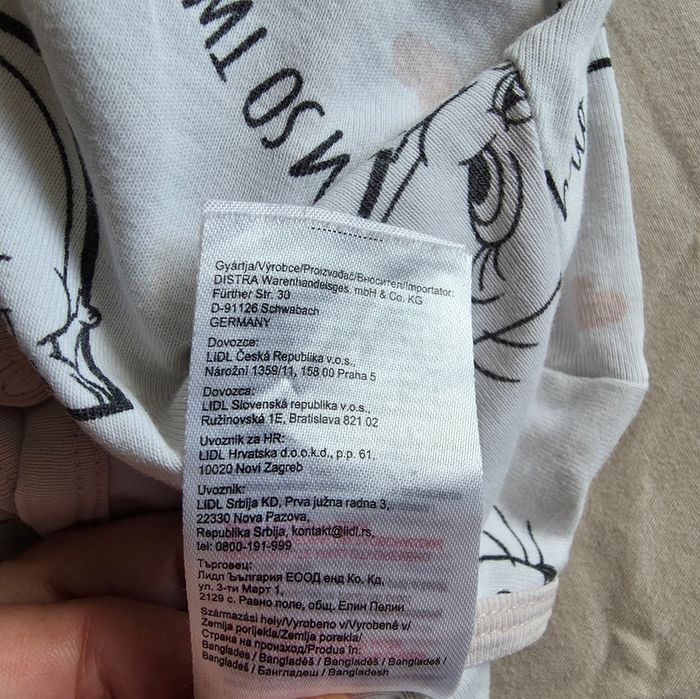 N SO TW
Gyártja/Výrobce/Proizvođač/Вносител/Importator:
DISTRA Warenhandelsges. mbH & Co. KG
Fürther Str. 30
D-91126 Schwabach
GERMANY
Dovozce:
LIDL Česká Republika v.o.s.,
Nárožní 1359/11, 158 00 Praha 5
Dovozca:
LIDL Slovenská republika v.o.s.,
Ružinovská 1E, Bratislava 821 02
Uvoznik za HR:
LIDL Hrvatska d.o.o.k.d., p.p. 61,
10020 Novi Zagreb
Uvoznik:
LIDL Srbija KD, Prva južna radna 3,
22330 Nova Pazova,
Republika Srbija, kontakt@lidl.rs,
tel: 0800-191-999
Търговец:
Лидл България ЕООД енд Ко. Кд,
ул. 3-ти Март 1,
2129 с. Равно поле, общ. Елин Пелин
Származási hely/Vyrobeno v/Vyrobené v/
Zemlja porijekla/Zemlja porekla/
Страна на произход/Produs în:
Banglades / Bangladéš / Bangladéš / Bangladeš
/ Bangladeš / Бангладеш / Bangladesh